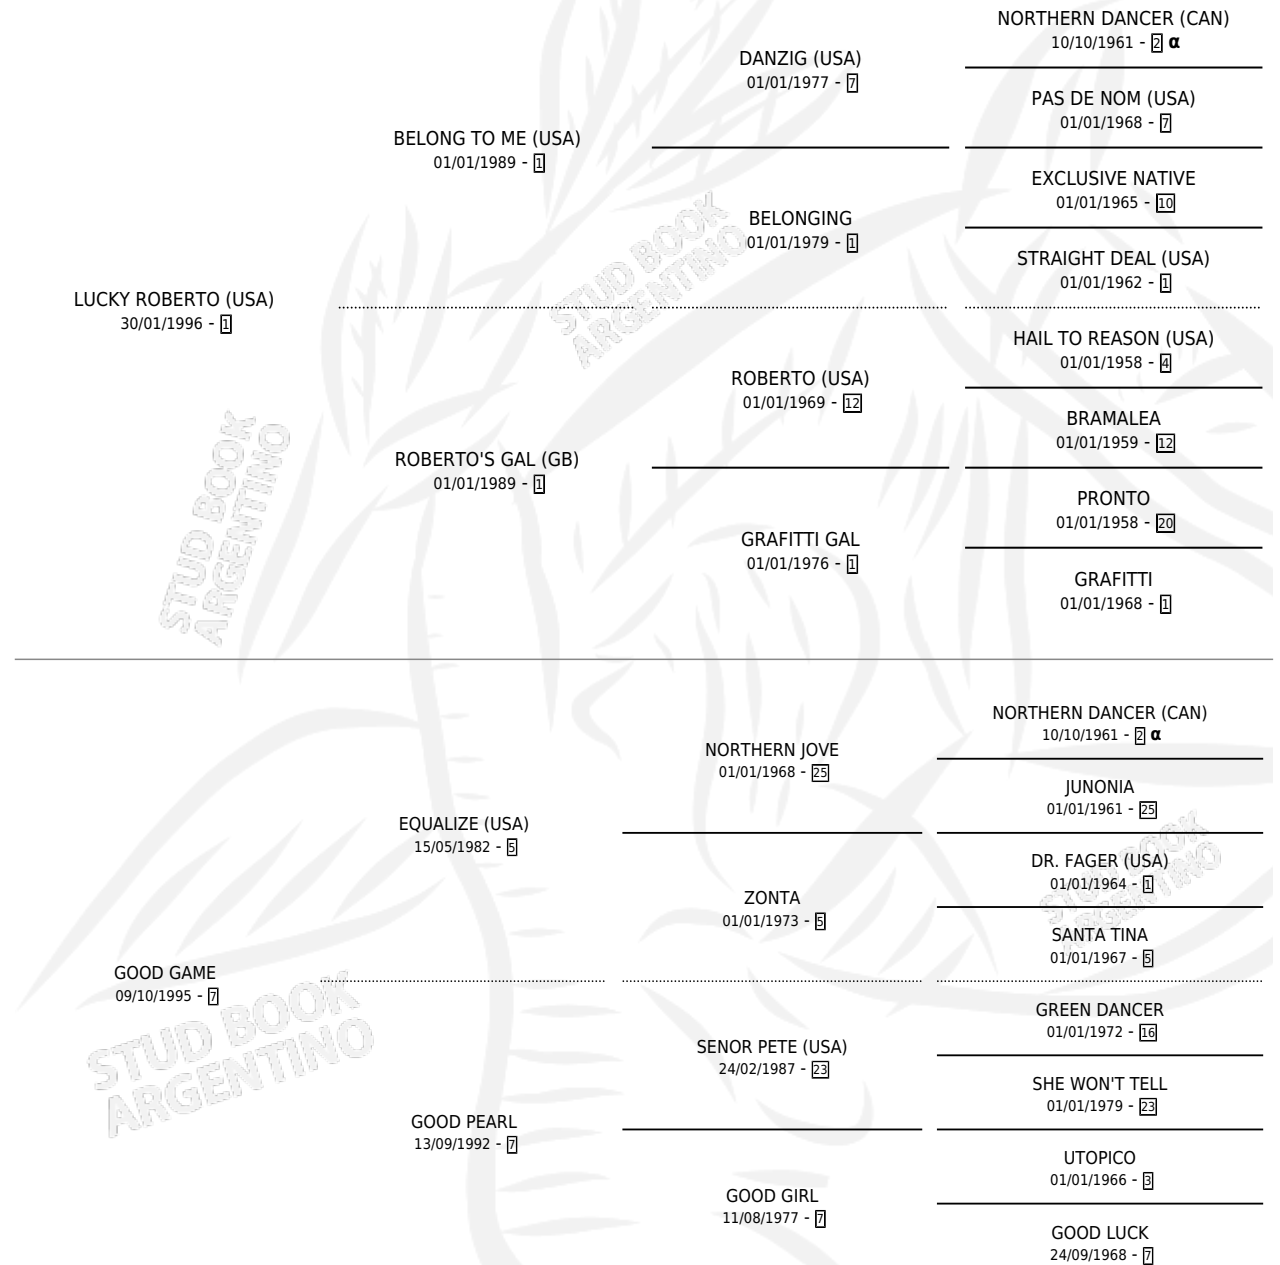 NORTHERN DANCER (CAN)
10/10/1961 - 2 α
DANZIG (USA)
01/01/1977 - 7
PAS DE NOM (USA)
01/01/1968 - 7
BELONG TO ME (USA)
01/01/1989 - 1
EXCLUSIVE NATIVE
01/01/1965 - 10
BELONGING
01/01/1979 - 1
STRAIGHT DEAL (USA)
01/01/1962 - 1
LUCKY ROBERTO (USA)
30/01/1996 - 1
HAIL TO REASON (USA)
01/01/1958 - 4
ROBERTO (USA)
01/01/1969 - 12
BRAMALEA
01/01/1959 - 12
ROBERTO'S GAL (GB)
01/01/1989 - 1
PRONTO
01/01/1958 - 20
GRAFITTI GAL
01/01/1976 - 1
GRAFITTI
01/01/1968 - 1
NORTHERN DANCER (CAN)
10/10/1961 - 2 α
NORTHERN JOVE
01/01/1968 - 25
JUNONIA
01/01/1961 - 25
EQUALIZE (USA)
15/05/1982 - 5
DR. FAGER (USA)
01/01/1964 - 1
ZONTA
01/01/1973 - 5
SANTA TINA
01/01/1967 - 5
GOOD GAME
09/10/1995 - 7
GREEN DANCER
01/01/1972 - 16
SENOR PETE (USA)
24/02/1987 - 23
SHE WON'T TELL
01/01/1979 - 23
GOOD PEARL
13/09/1992 - 7
UTOPICO
01/01/1966 - 3
GOOD GIRL
11/08/1977 - 7
GOOD LUCK
24/09/1968 - 7
STUD BOOK
ARGENTINO
STUD BOOK
ARGENTINO
STUD BOOK
ARGENTINO
STUD BOOK
ARGENTINO